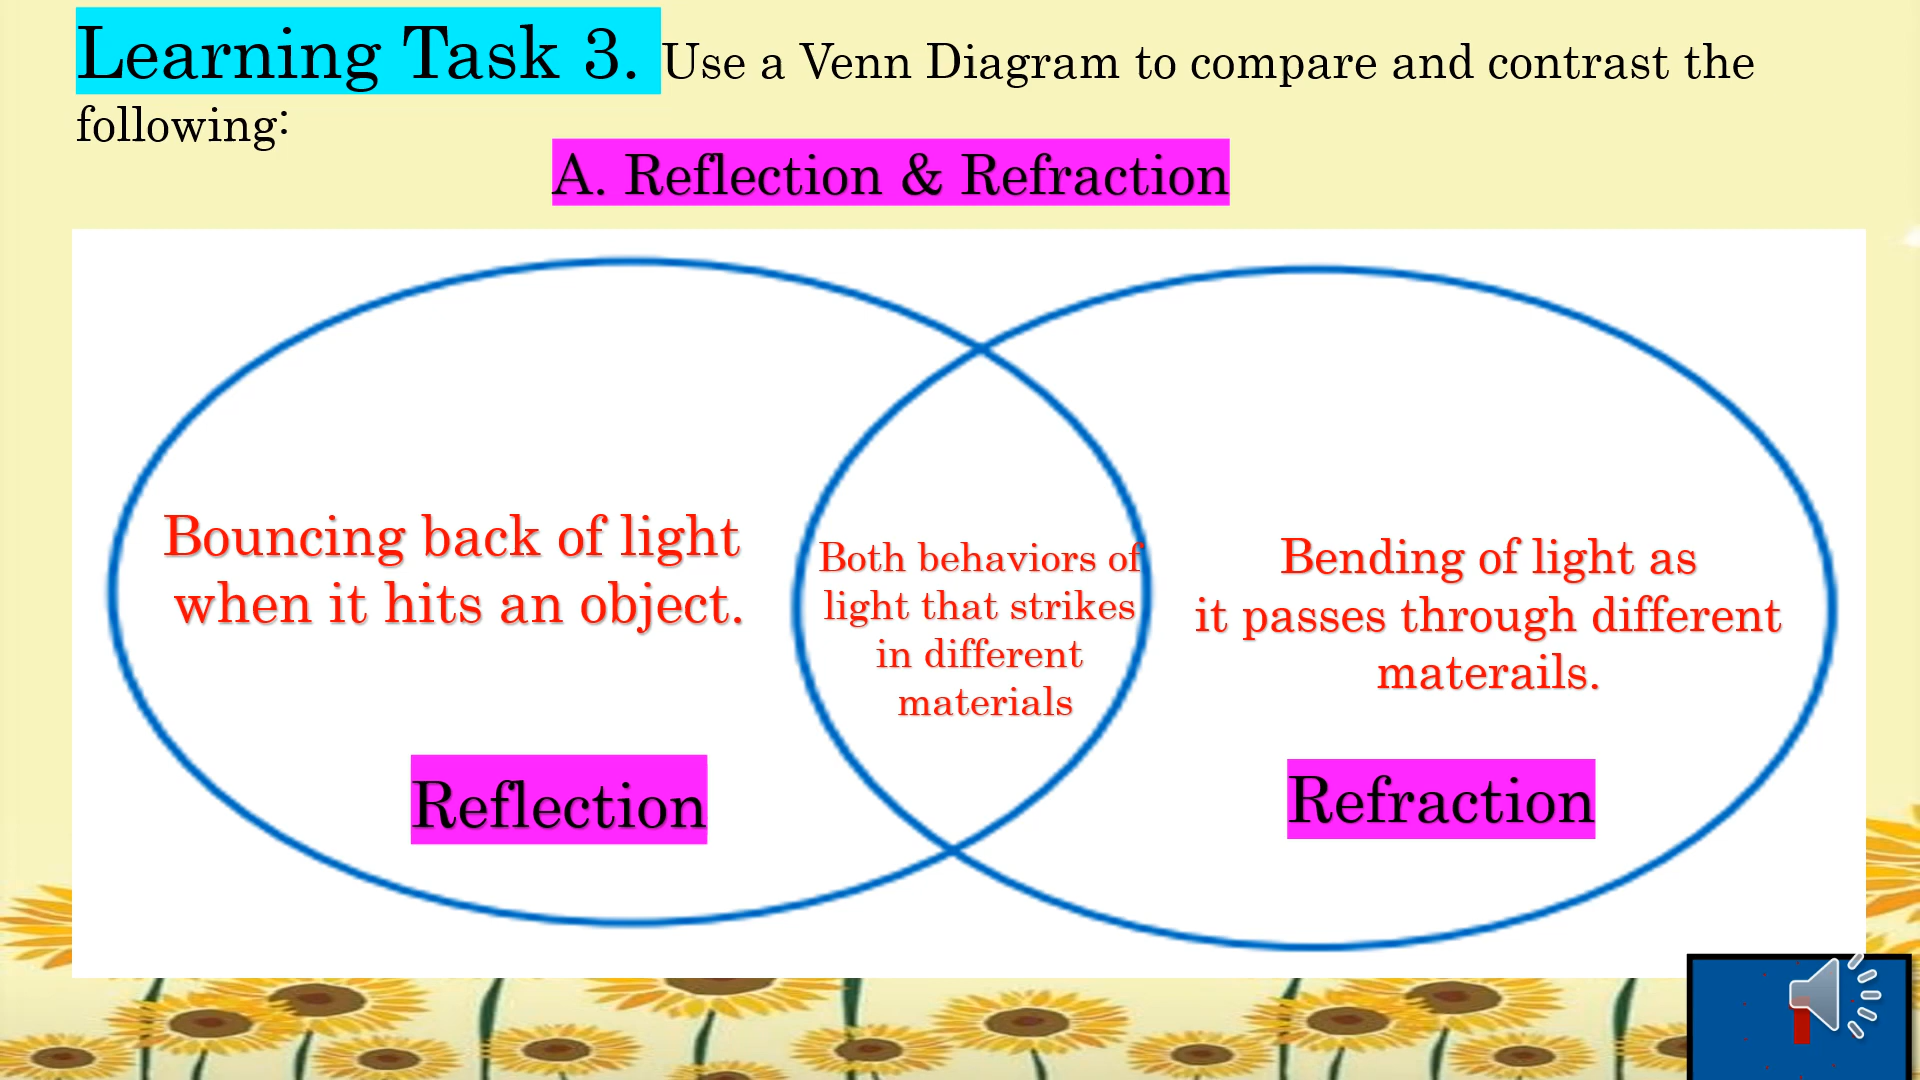 Learning Task 3. Use a Venn Diagram to compare and contrast the
following:
A. Reflection & Refraction
Bouncing back of light
when it hits an object.
Both behaviors of
light that strikes
in different
materials
Bending of light as
it passes through different
materails.
Reflection
Refraction